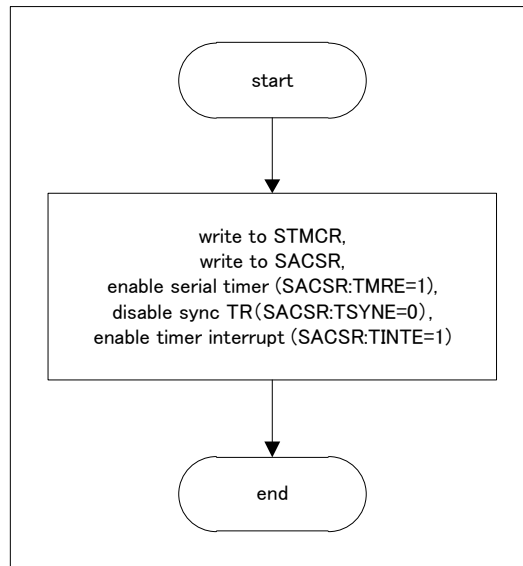 start
write to STMCR,
write to SACSR,
enable serial timer (SACSR:TMRE=1),
disable sync TR(SACSR:TSYNE=0),
enable timer interrupt (SACSR:TINTE=1)
end